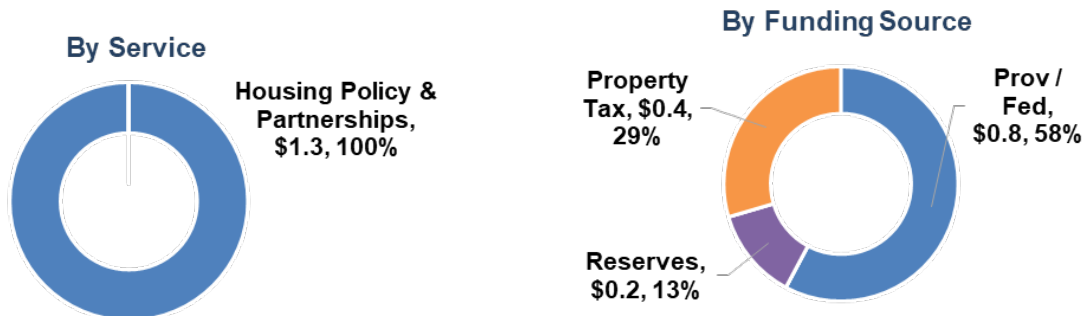 By Service
Housing Policy &
Partnerships,
$1.3, 100%
By Funding Source
Property
Tax, $0.4,
29%
Prov /
Fed,
$0.8, 58%
Reserves,
$0.2, 13%